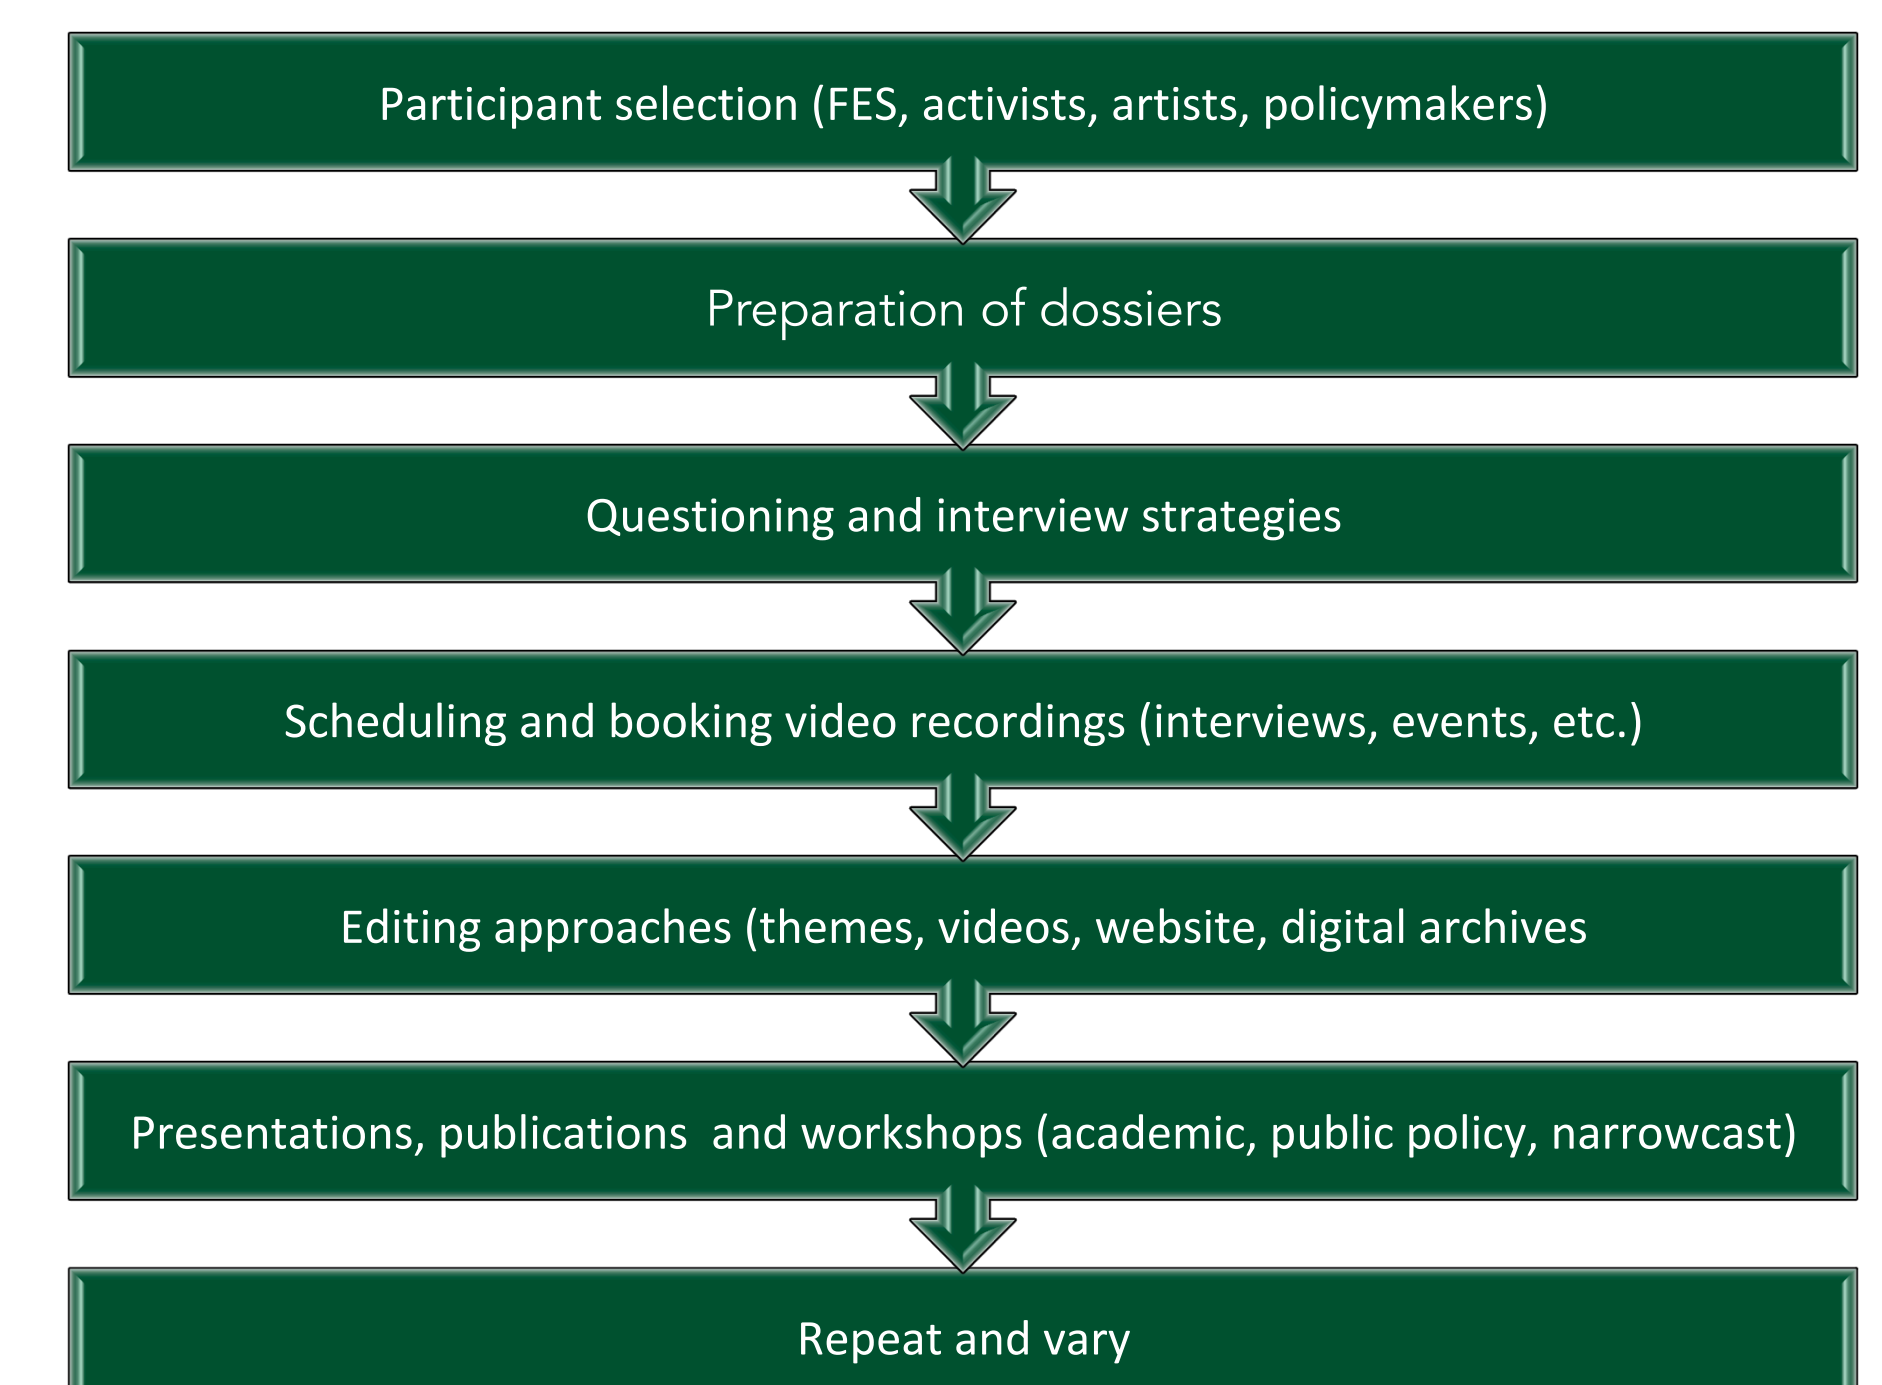 Participant selection (FES, activists, artists, policymakers)
Preparation of dossiers
Questioning and interview strategies
Scheduling and booking video recordings (interviews, events, etc.)
Editing approaches (themes, videos, website, digital archives
Presentations, publications  and workshops (academic, public policy, narrowcast)
Repeat and vary